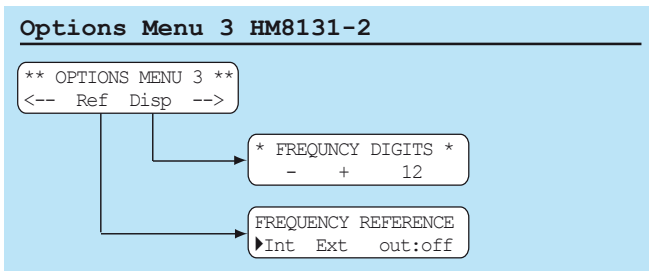 Options Menu 3 HM8131-2
** OPTIONS MENU 3 **
<-- Ref Disp -->
* FREQUNCY DIGITS *
- + 12
FREQUENCY REFERENCE
Int Ext out:off